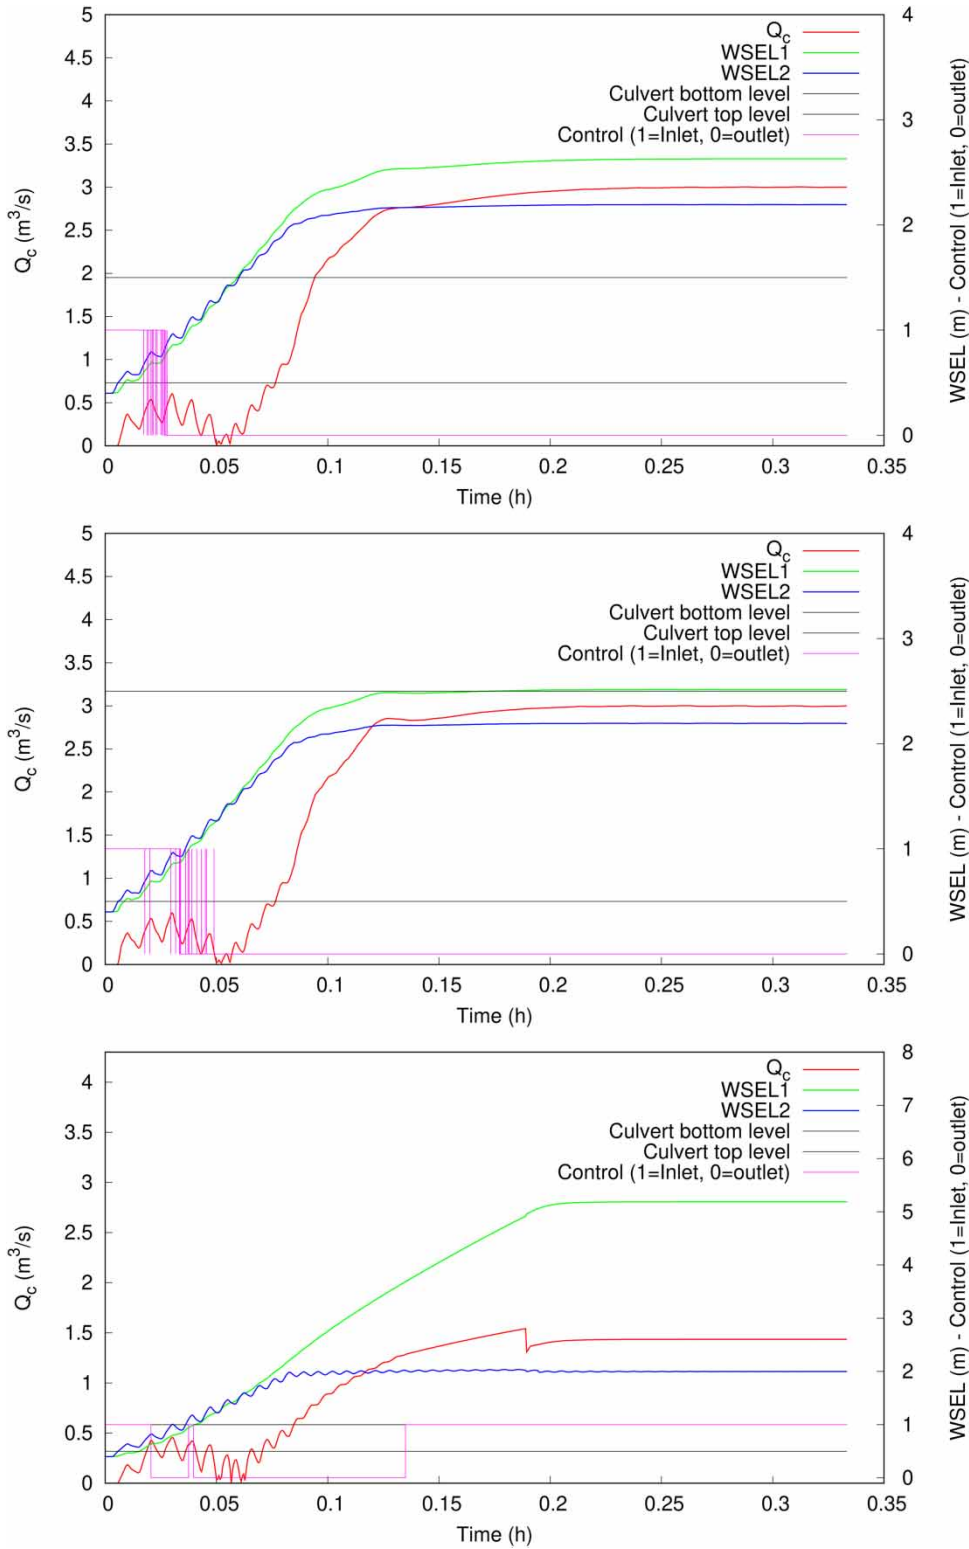 5
4.5
4
3.5
3
2.5
2
1.5
1
0.5
0
Q_c (m^3/s)
Q_c
WSEL1
WSEL2
Culvert bottom level
Culvert top level
Control (1=Inlet, 0=outlet)
4
3
2
1
0
WSEL (m) - Control (1=Inlet, 0=outlet)
0 0.05 0.1 0.15 0.2 0.25 0.3 0.35
Time (h)
5
4.5
4
3.5
3
2.5
2
1.5
1
0.5
0
Q_c (m^3/s)
Q_c
WSEL1
WSEL2
Culvert bottom level
Culvert top level
Control (1=Inlet, 0=outlet)
4
3
2
1
0
WSEL (m) - Control (1=Inlet, 0=outlet)
0 0.05 0.1 0.15 0.2 0.25 0.3 0.35
Time (h)
4
3.5
3
2.5
2
1.5
1
0.5
0
Q_c (m^3/s)
Q_c
WSEL1
WSEL2
Culvert bottom level
Culvert top level
Control (1=Inlet, 0=outlet)
8
7
6
5
4
3
2
1
0
WSEL (m) - Control (1=Inlet, 0=outlet)
0 0.05 0.1 0.15 0.2 0.25 0.3 0.35
Time (h)